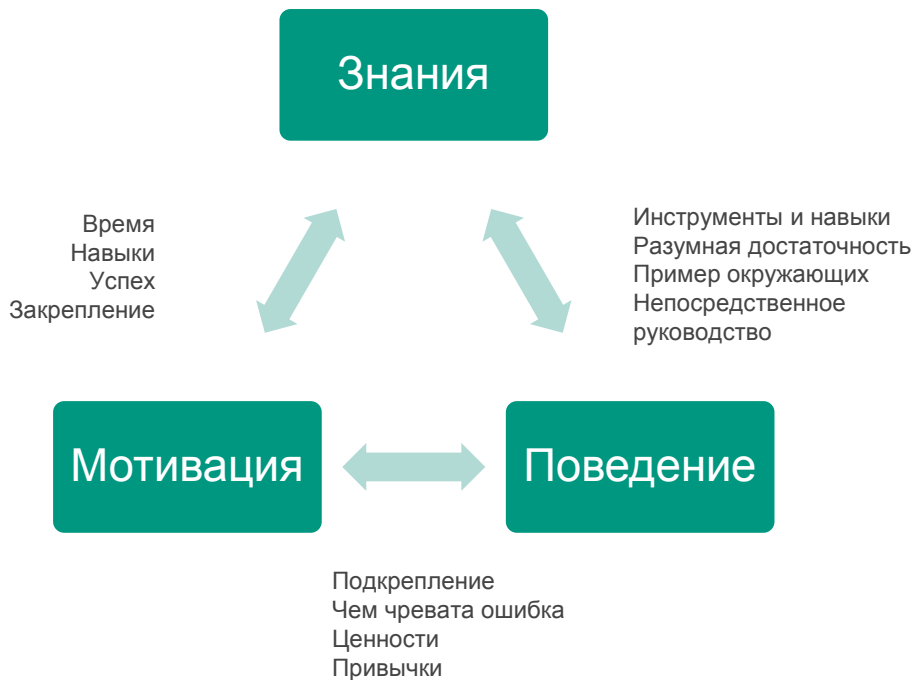 Знания
Время
Навыки
Успех
Закрепление
Инструменты и навыки
Разумная достаточность
Пример окружающих
Непосредственное
руководство
Мотивация
Поведение
Подкрепление
Чем чревата ошибка
Ценности
Привычки